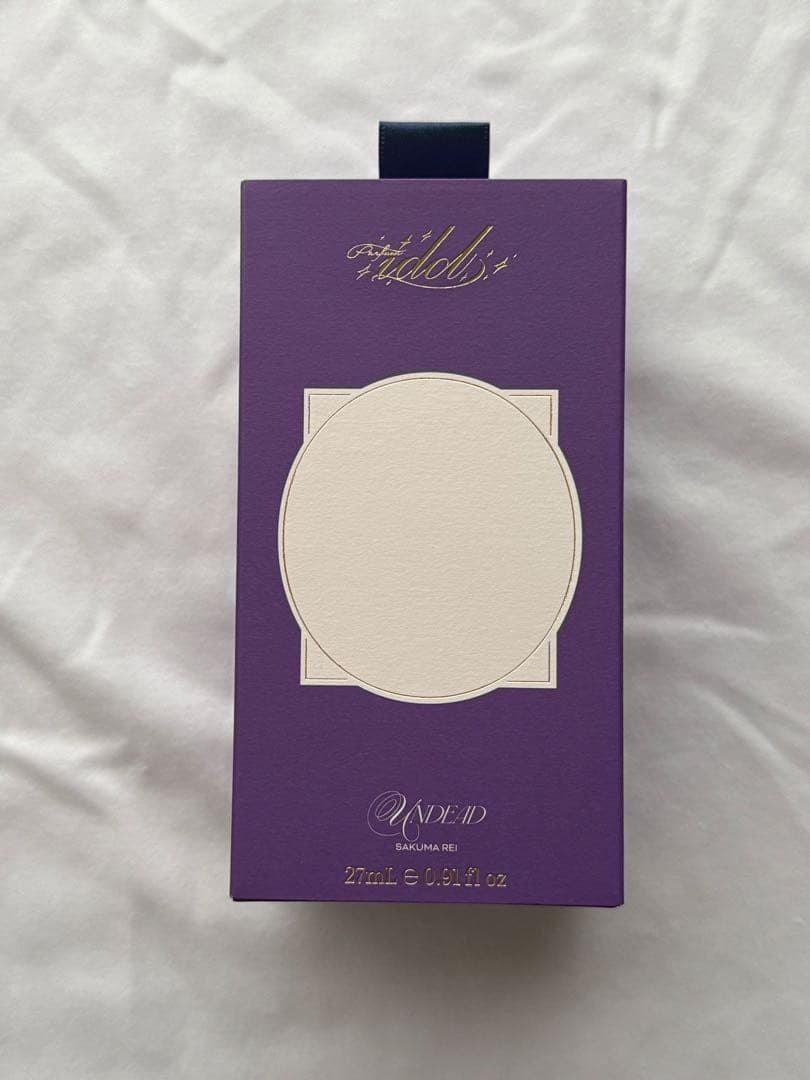 Parfum
idol
UNDEAD
SAKUMA REI
27mL ℮ 0.91 fl oz